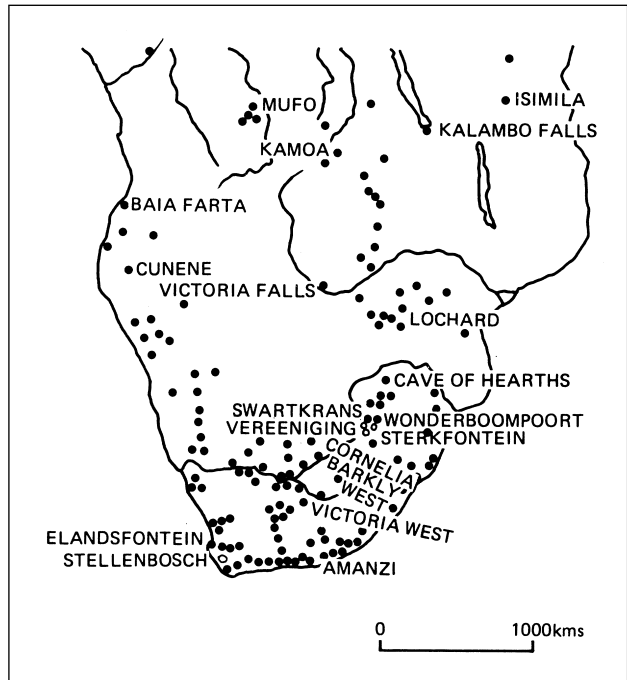 MUFO
ISIMILA
KALAMBO FALLS
KAMOA
BAIA FARTA
CUNENE
VICTORIA FALLS
LOCHARD
CAVE OF HEARTHS
SWARTKRANS
WONDERBOOMPOORT
VEREENIGING
STERKFONTEIN
CORNELIA
BARKLY
WEST
VICTORIA WEST
ELANDSFONTEIN
STELLENBOSCH
AMANZI
0 1000kms